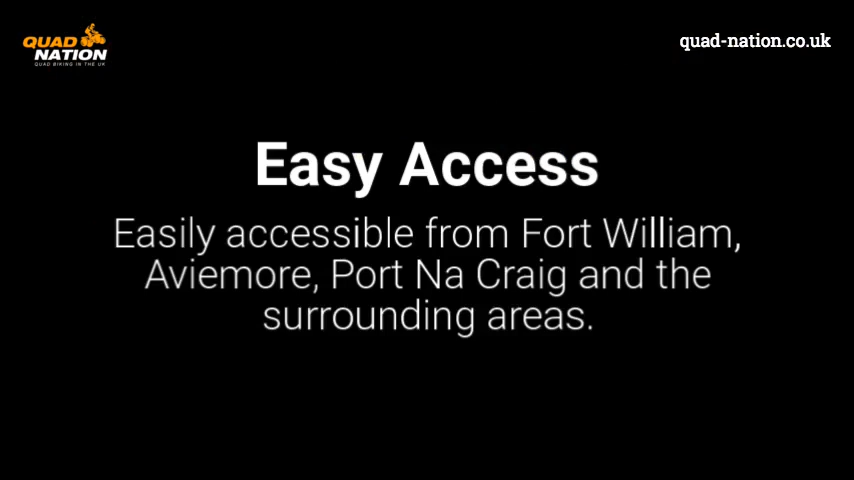 QUAD
NATION
QUAD BIKING IN THE UK
quad-nation.co.uk
Easy Access
Easily accessible from Fort William,
Aviemore, Port Na Craig and the
surrounding areas.